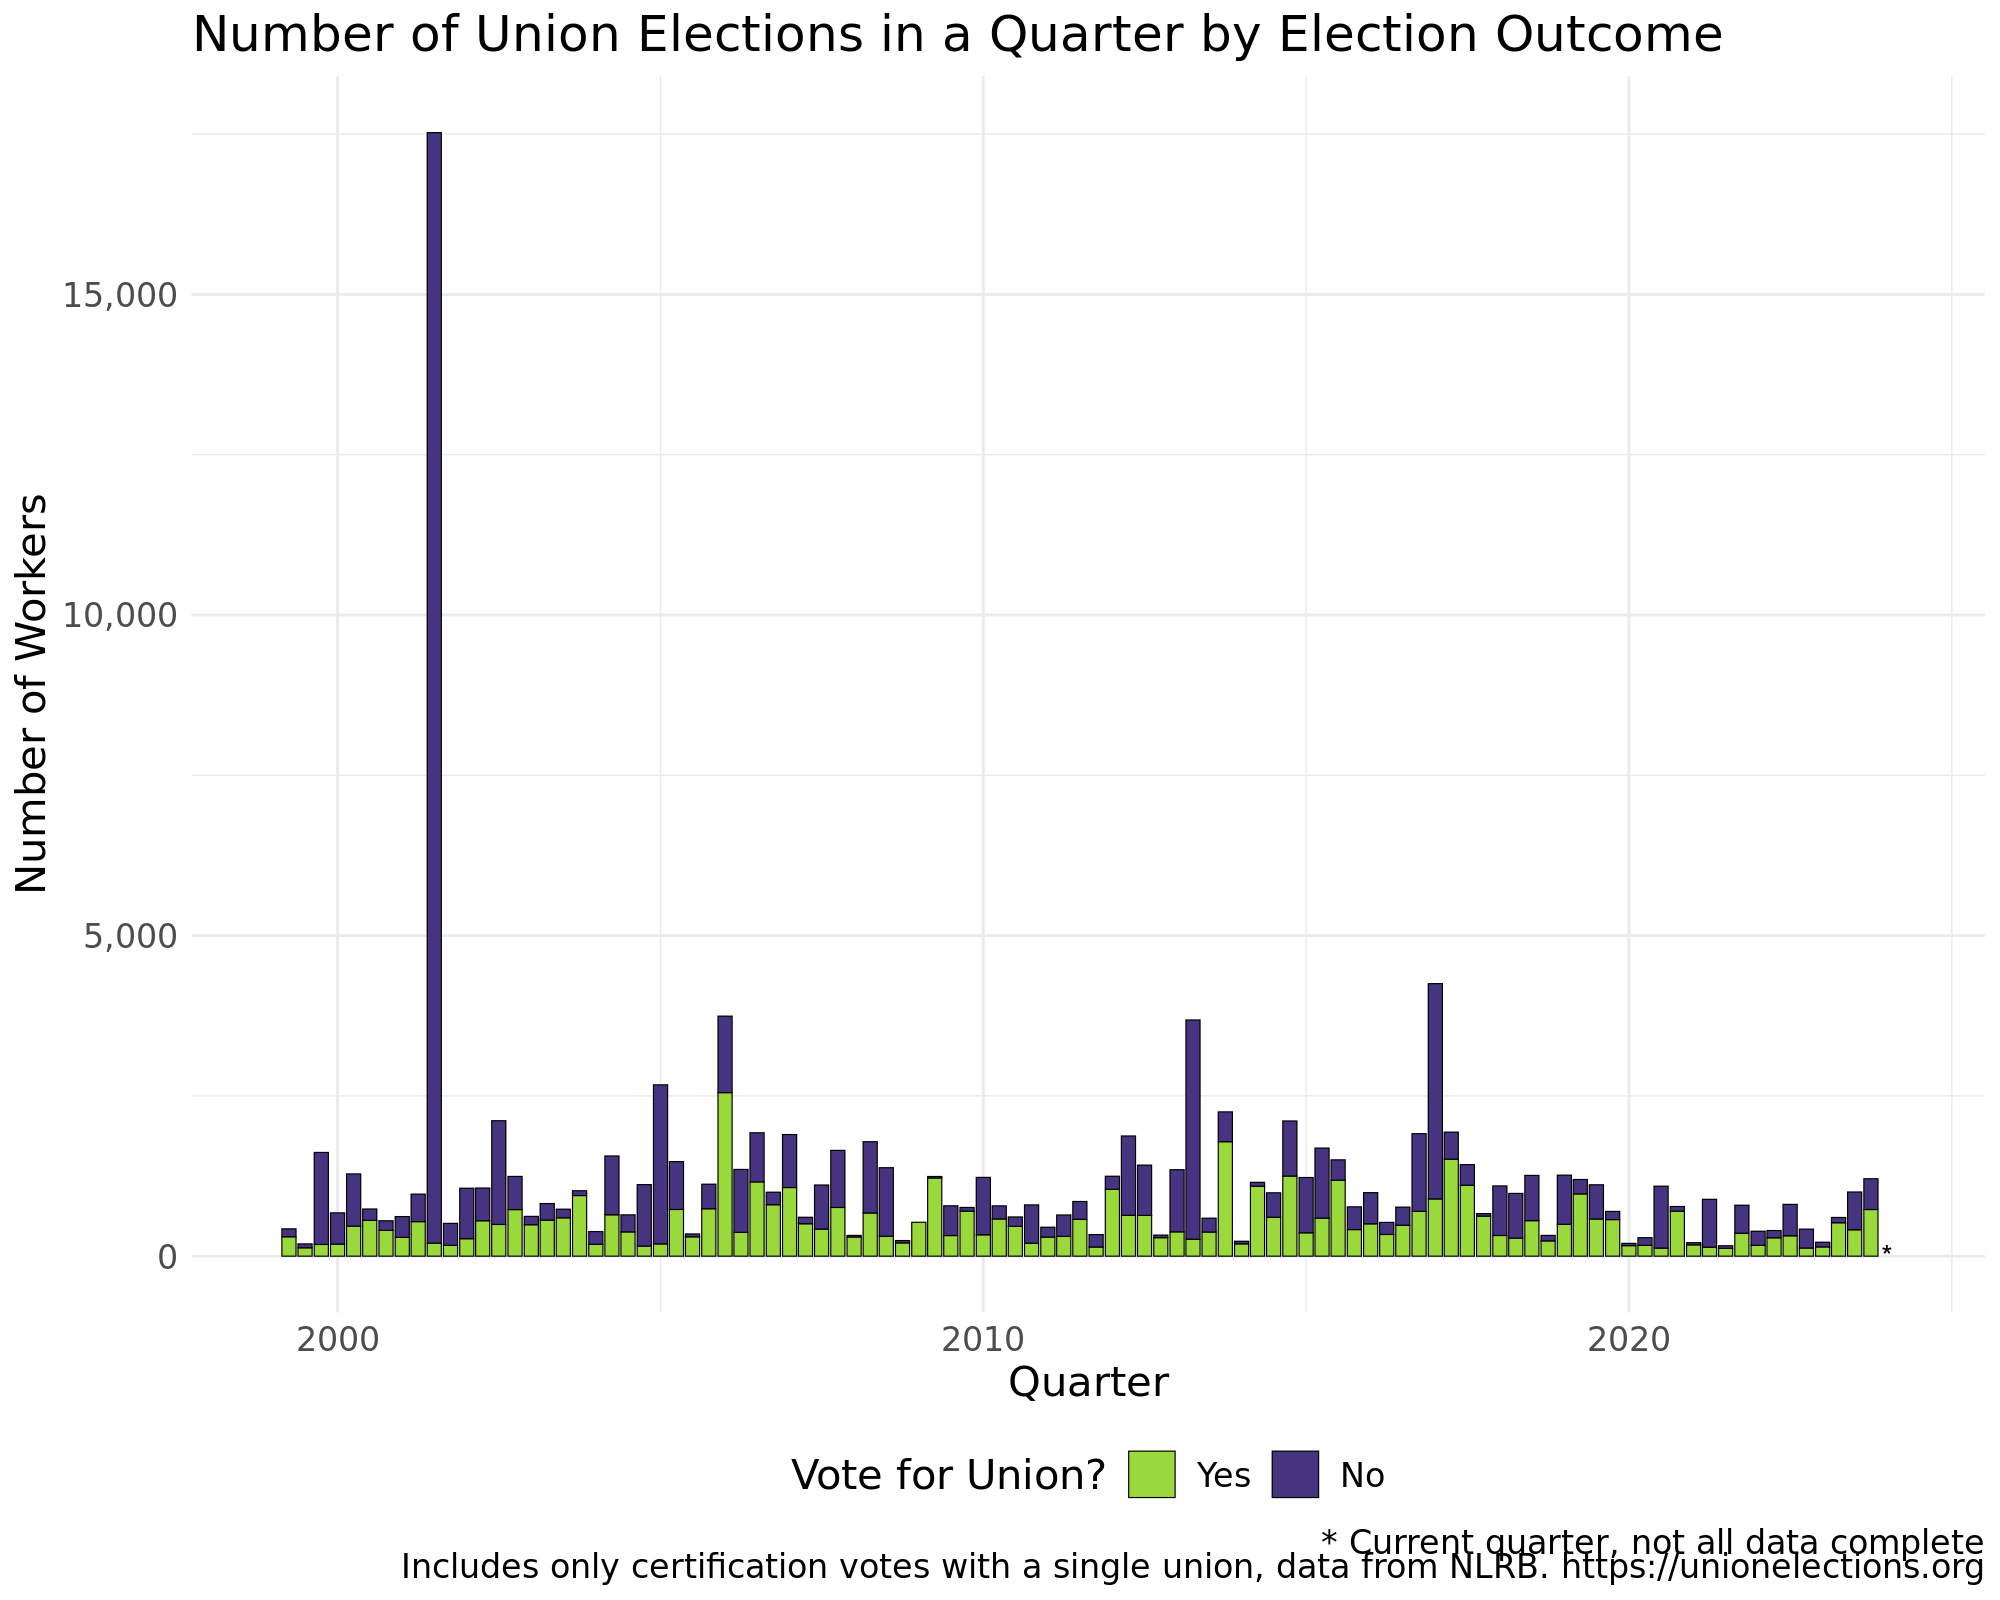 Number of Union Elections in a Quarter by Election Outcome
Number of Workers
15,000
10,000
5,000
0
*
2000 2010 2020
Quarter
Vote for Union? Yes No
* Current quarter, not all data complete
Includes only certification votes with a single union, data from NLRB. https://unionelections.org